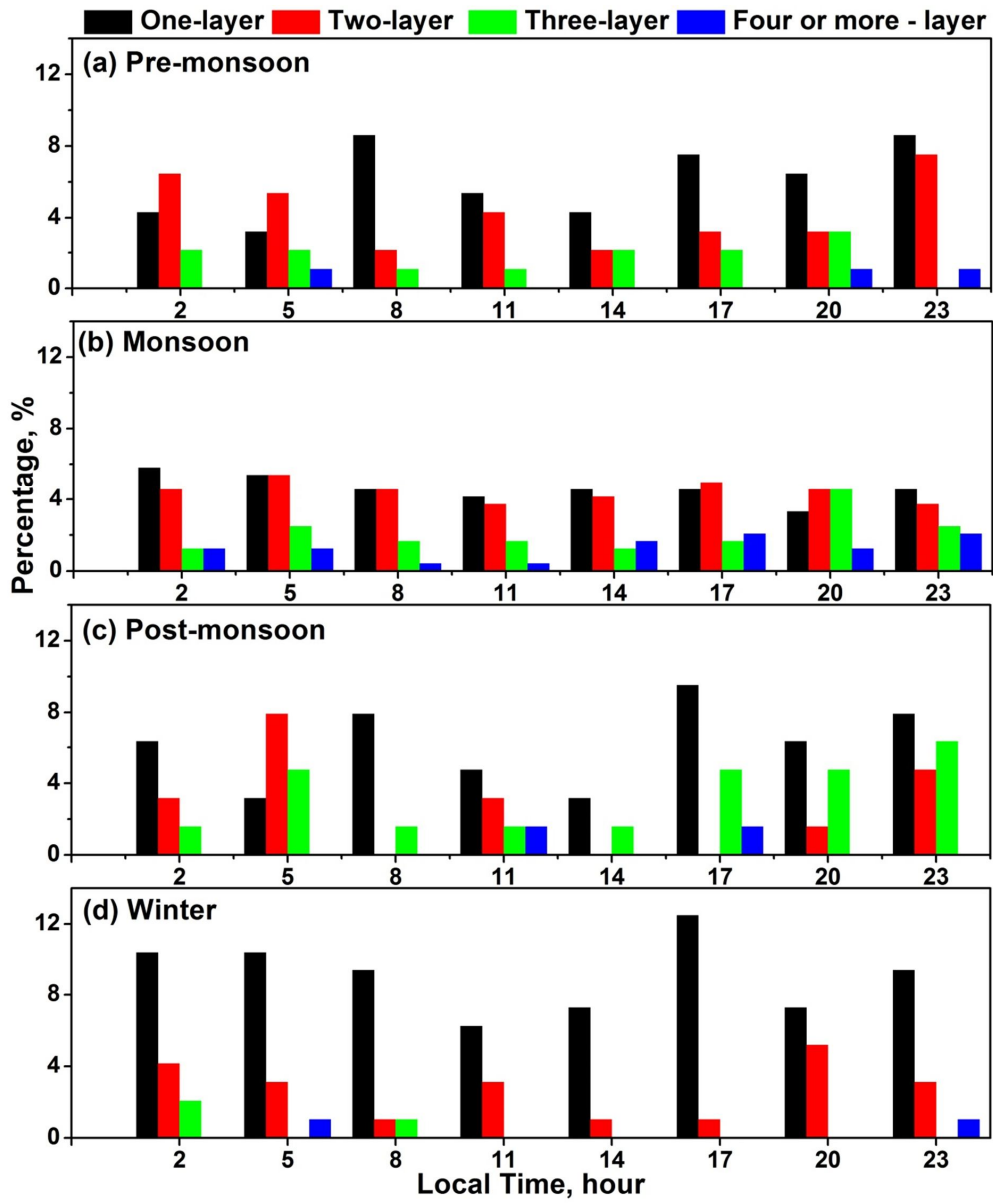 One-layer Two-layer Three-layer Four or more - layer
(a) Pre-monsoon
12
8
4
0
2 5 8 11 14 17 20 23
(b) Monsoon
12
8
4
0
2 5 8 11 14 17 20 23
Percentage, %
(c) Post-monsoon
12
8
4
0
2 5 8 11 14 17 20 23
(d) Winter
12
8
4
0
2 5 8 11 14 17 20 23
Local Time, hour